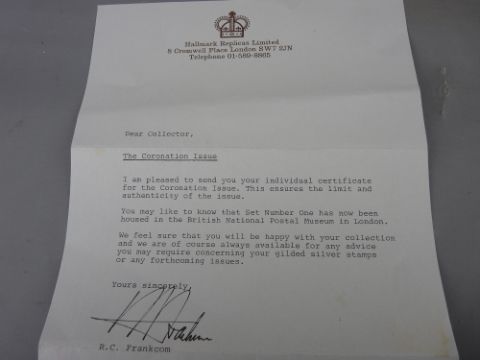 Hallmark Replicas Limited
8 Cromwell Place London SW7 2JN
Telephone 01-589-8865
Dear Collector,
The Coronation Issue
I am pleased to send you your individual certificate
for the Coronation Issue. This ensures the limit and
authenticity of the issue.
You may like to know that Set Number One has now been
housed in the British National Postal Museum in London.
We feel sure that you will be happy with your collection
and we are of course always available for any advice
you may require concerning your gilded silver stamps
or any forthcoming issues.
Yours sincerely,
R.C. Frankcom